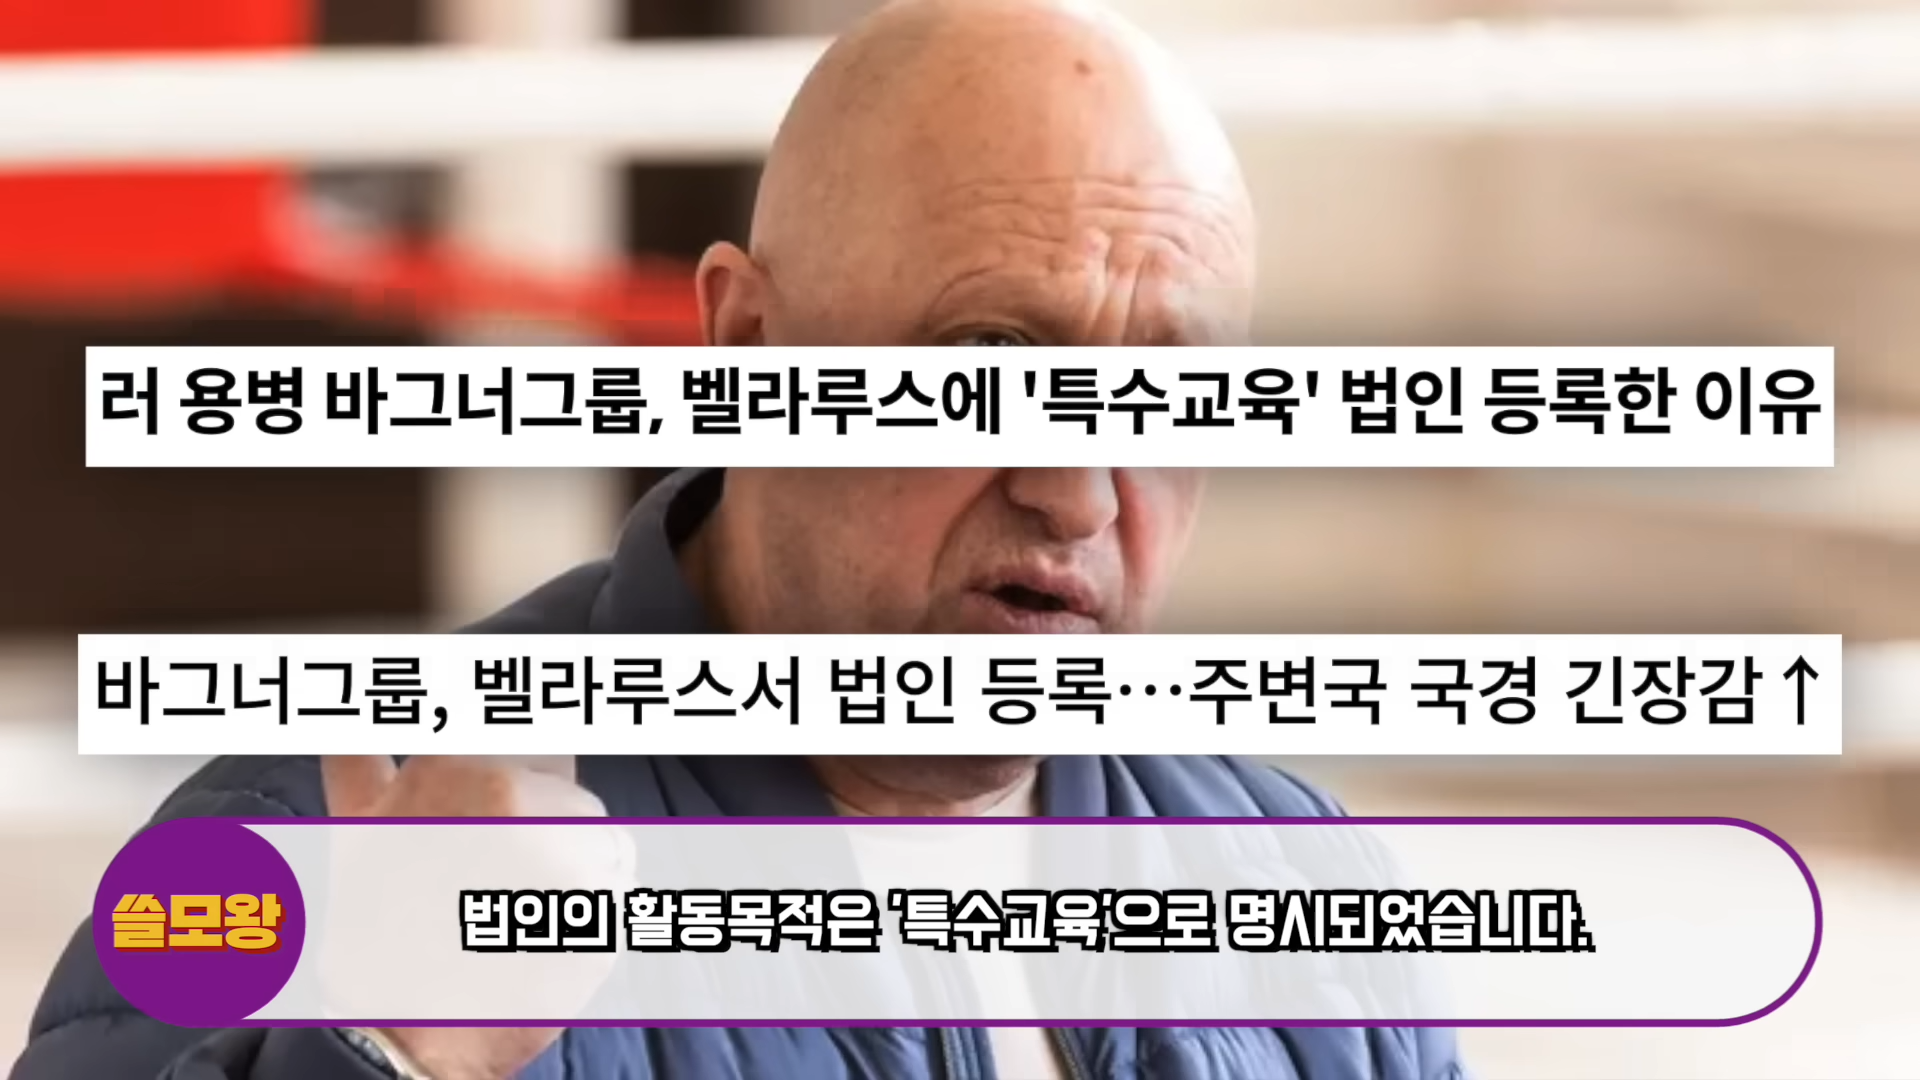 러 용병 바그너그룹, 벨라루스에 '특수교육' 법인 등록한 이유
바그너그룹, 벨라루스서 법인 등록…주변국 국경 긴장감↑
쓸모왕
법인의 활동목적은 '특수교육'으로 명시되었습니다.